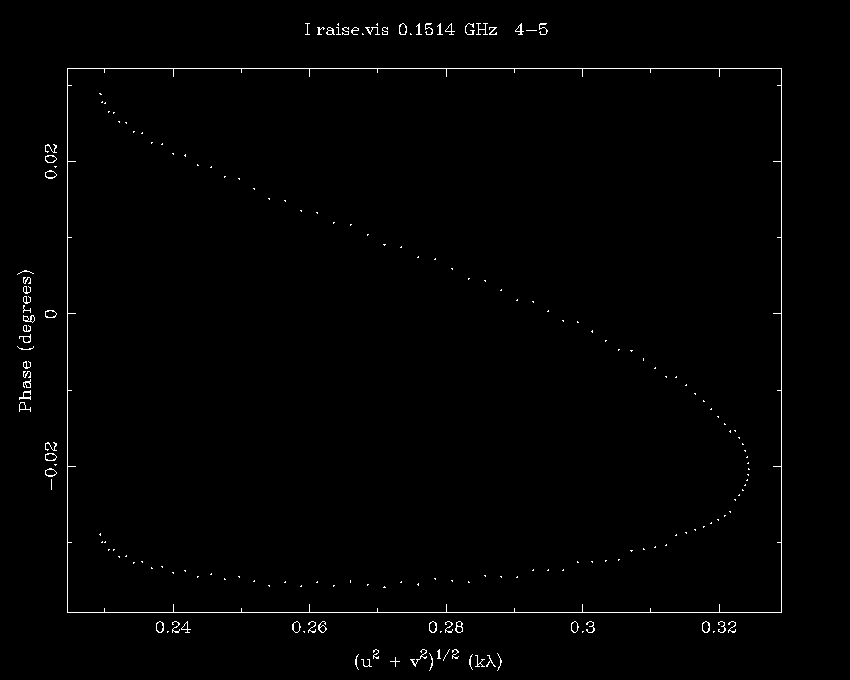 I raise.vis 0.1514 GHz 4−5
Phase (degrees)
0.02
0
−0.02
0.24 0.26 0.28 0.3 0.32
(u² + v²)¹/² (kλ)